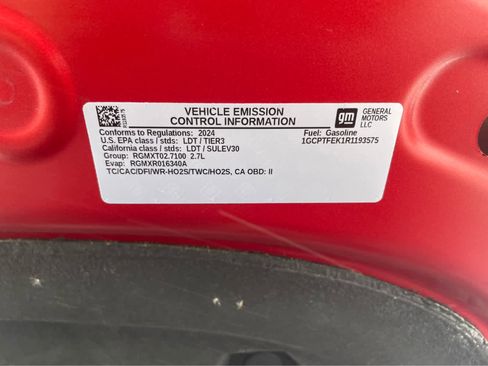 VEHICLE EMISSION
CONTROL INFORMATION
gm
GENERAL
MOTORS
LLC
Conforms to Regulations: 2024
Fuel: Gasoline
U.S. EPA class / stds: LDT / TIER3
1GCPTFEK1R1193575
California class / stds: LDT / SULEV30
Group: RGMXT02.7100 2.7L
Evap: RGMXR016340A
TC/CAC/DFI/WR-HO2S/TWC/HO2S, CA OBD: II